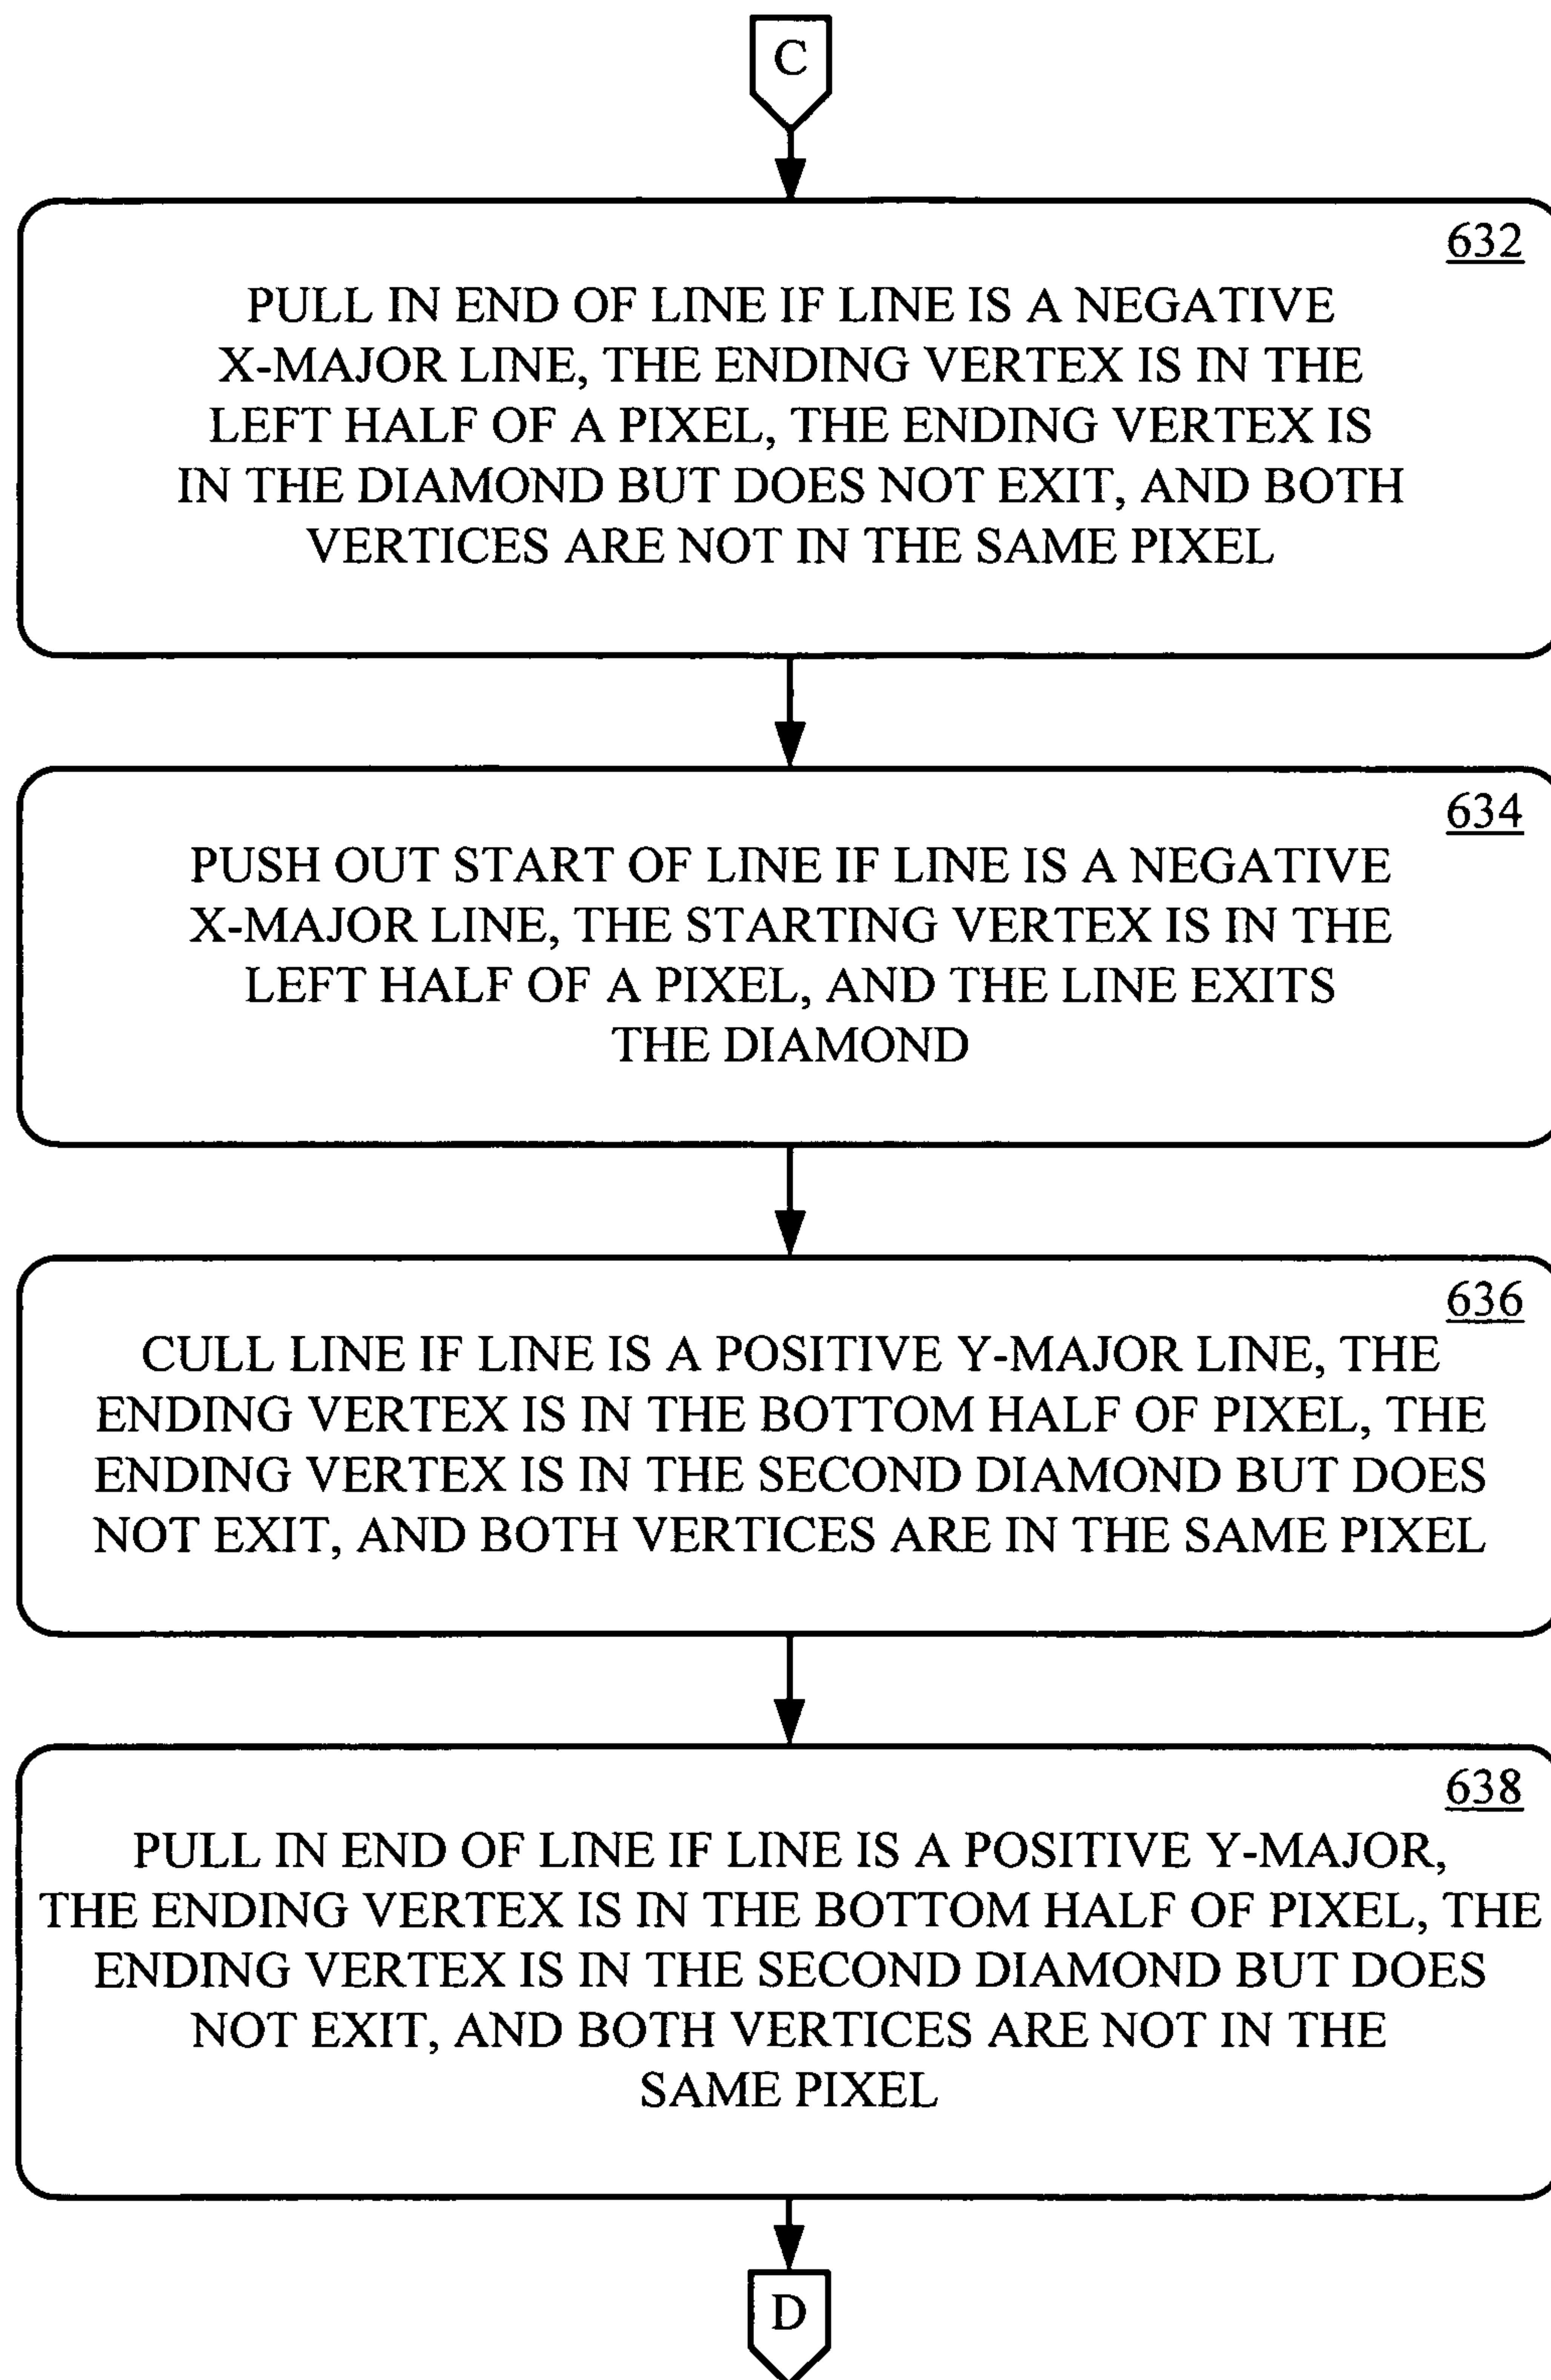 C
632
PULL IN END OF LINE IF LINE IS A NEGATIVE
X-MAJOR LINE, THE ENDING VERTEX IS IN THE
LEFT HALF OF A PIXEL, THE ENDING VERTEX IS
IN THE DIAMOND BUT DOES NOT EXIT, AND BOTH
VERTICES ARE NOT IN THE SAME PIXEL
634
PUSH OUT START OF LINE IF LINE IS A NEGATIVE
X-MAJOR LINE, THE STARTING VERTEX IS IN THE
LEFT HALF OF A PIXEL, AND THE LINE EXITS
THE DIAMOND
636
CULL LINE IF LINE IS A POSITIVE Y-MAJOR LINE, THE
ENDING VERTEX IS IN THE BOTTOM HALF OF PIXEL, THE
ENDING VERTEX IS IN THE SECOND DIAMOND BUT DOES
NOT EXIT, AND BOTH VERTICES ARE IN THE SAME PIXEL
638
PULL IN END OF LINE IF LINE IS A POSITIVE Y-MAJOR,
THE ENDING VERTEX IS IN THE BOTTOM HALF OF PIXEL, THE
ENDING VERTEX IS IN THE SECOND DIAMOND BUT DOES
NOT EXIT, AND BOTH VERTICES ARE NOT IN THE
SAME PIXEL
D